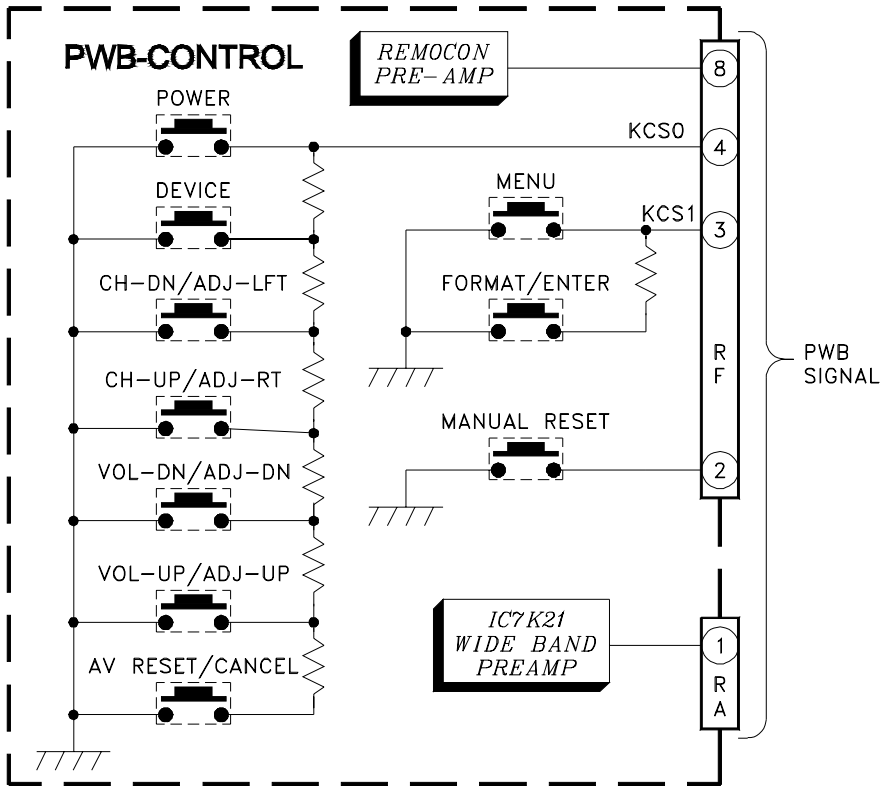 PWB-CONTROL
REMOCON
PRE-AMP
8
POWER
KCS0
4
DEVICE
MENU
KCS1
3
CH-DN/ADJ-LFT
FORMAT/ENTER
CH-UP/ADJ-RT
RF
PWB
SIGNAL
MANUAL RESET
2
VOL-DN/ADJ-DN
VOL-UP/ADJ-UP
IC7K21
WIDE BAND
PREAMP
1
RA
AV RESET/CANCEL